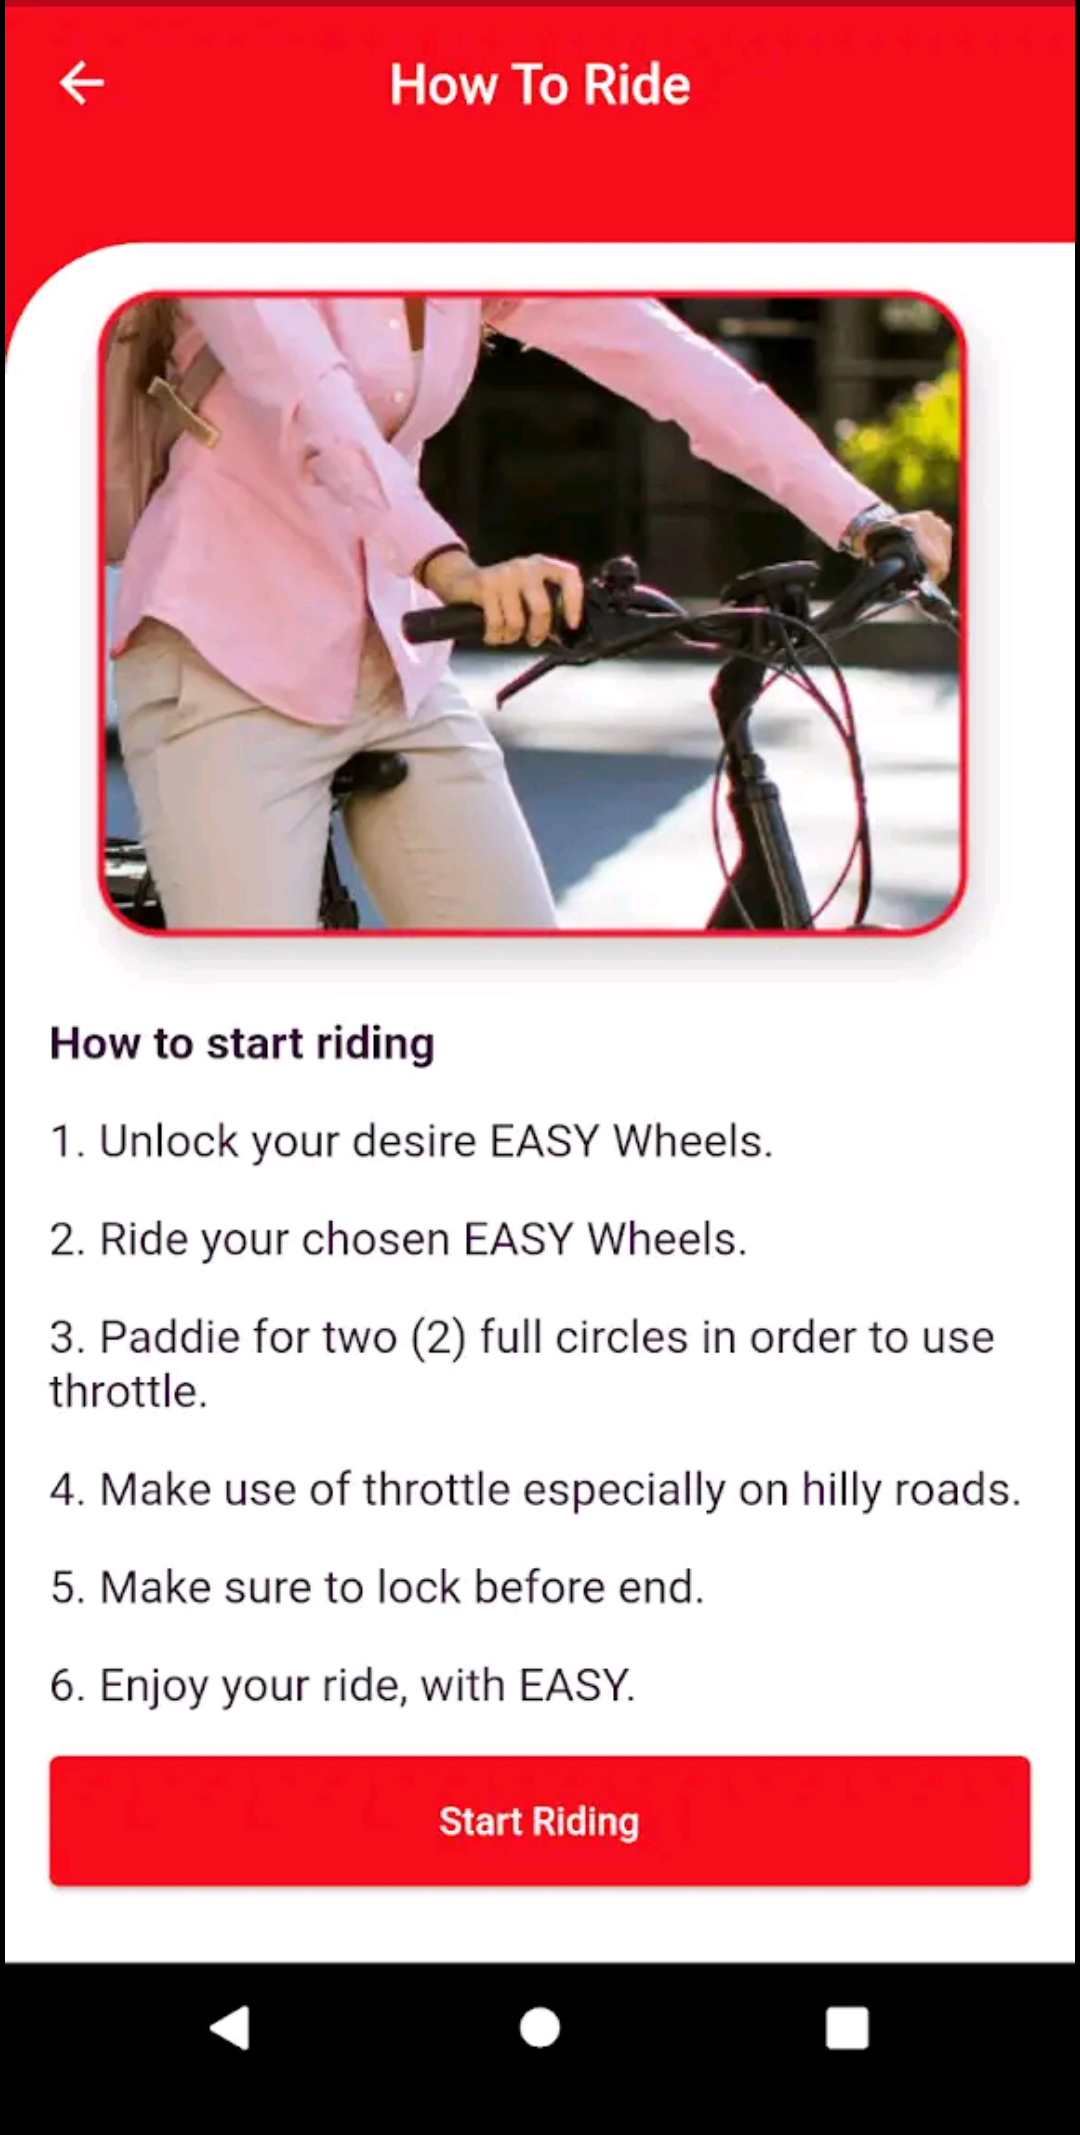 How To Ride
How to start riding
1. Unlock your desire EASY Wheels.
2. Ride your chosen EASY Wheels.
3. Paddie for two (2) full circles in order to use
throttle.
4. Make use of throttle especially on hilly roads.
5. Make sure to lock before end.
6. Enjoy your ride, with EASY.
Start Riding